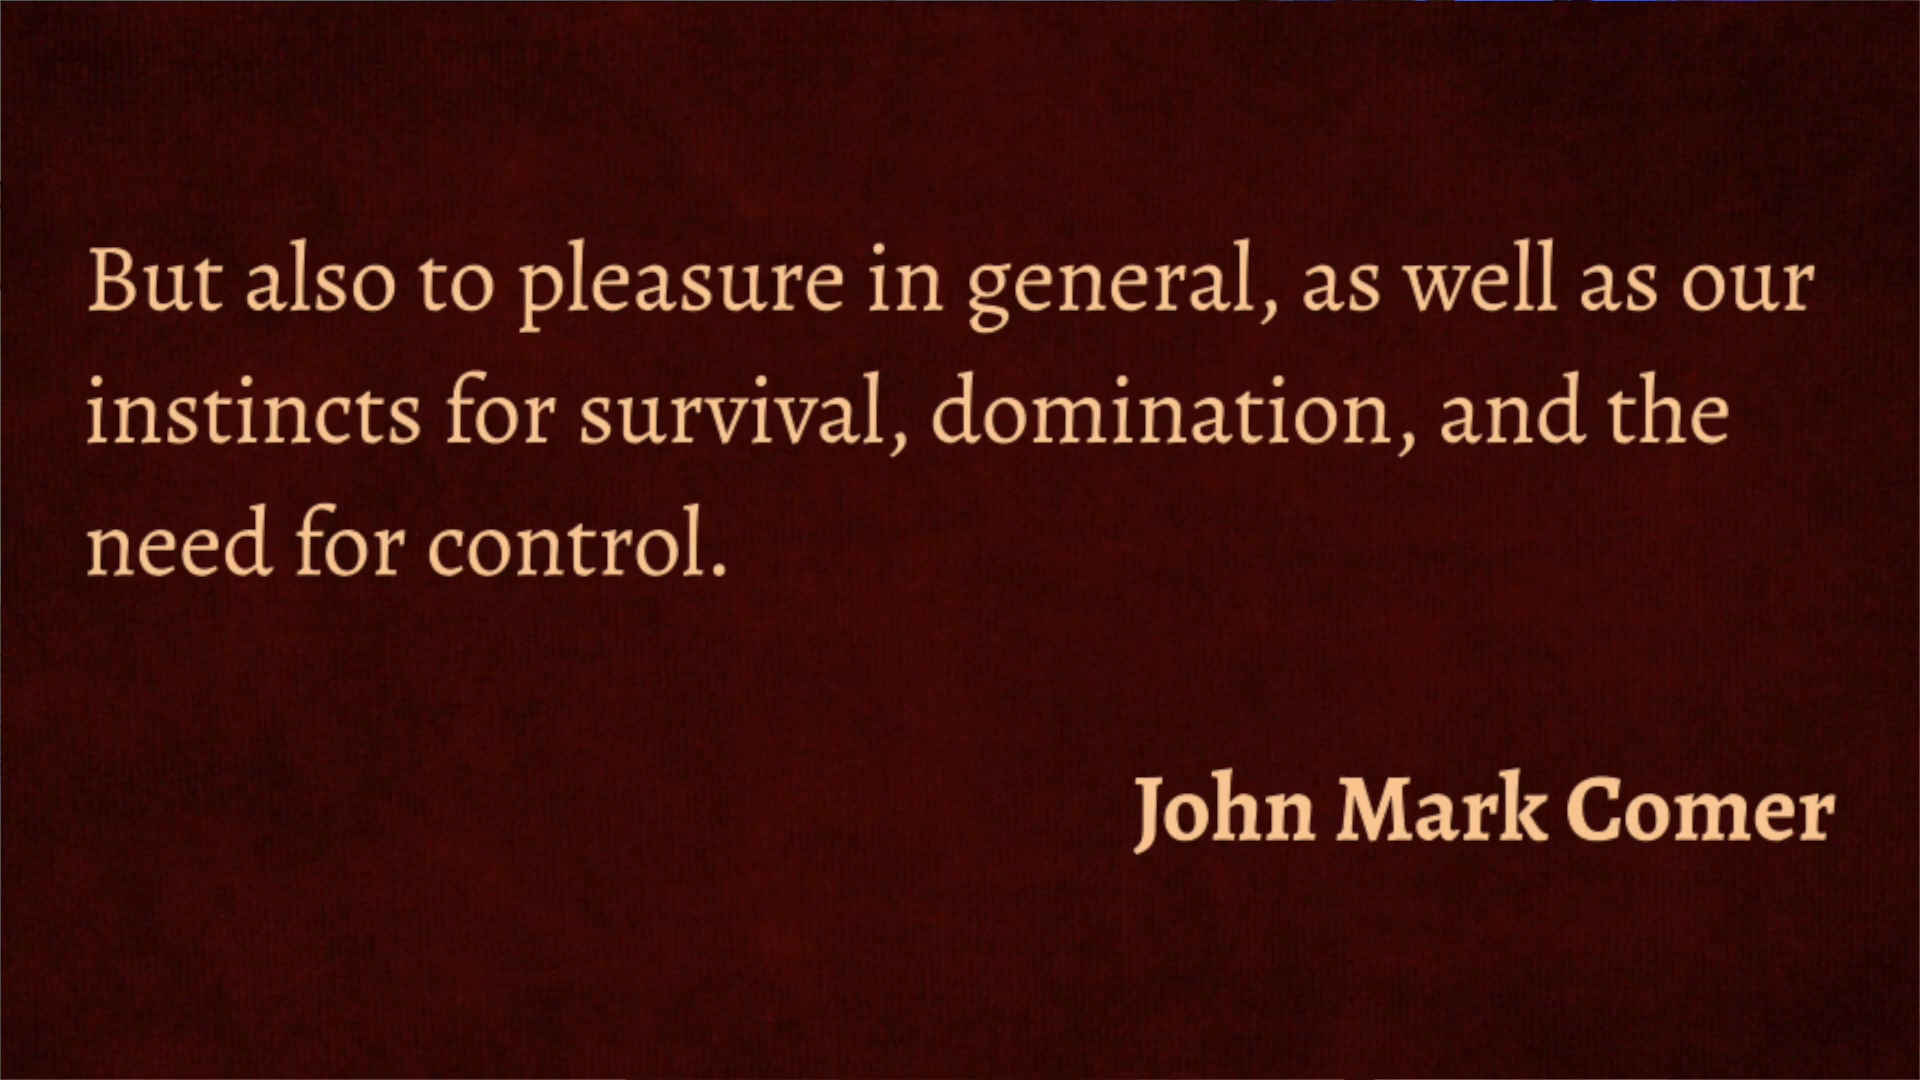 But also to pleasure in general, as well as our
instincts for survival, domination, and the
need for control.
John Mark Comer